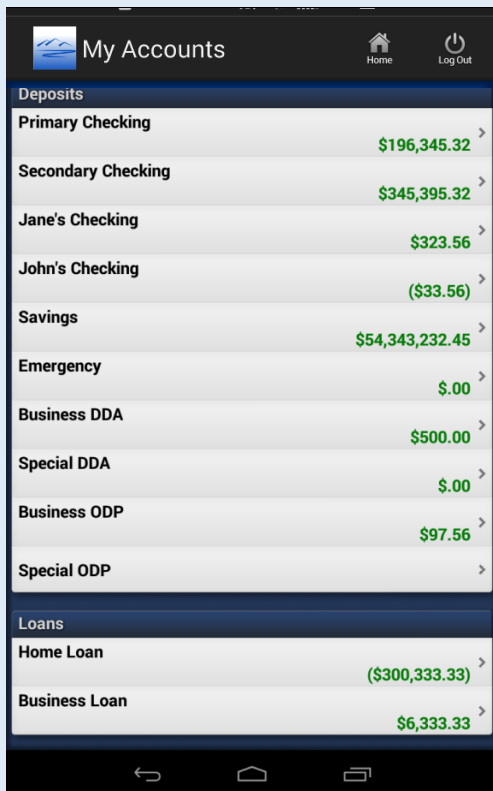 My Accounts
Home
Log Out
Deposits
Primary Checking
$196,345.32
Secondary Checking
$345,395.32
Jane's Checking
$323.56
John's Checking
($33.56)
Savings
$54,343,232.45
Emergency
$.00
Business DDA
$500.00
Special DDA
$.00
Business ODP
$97.56
Special ODP
Loans
Home Loan
($300,333.33)
Business Loan
$6,333.33